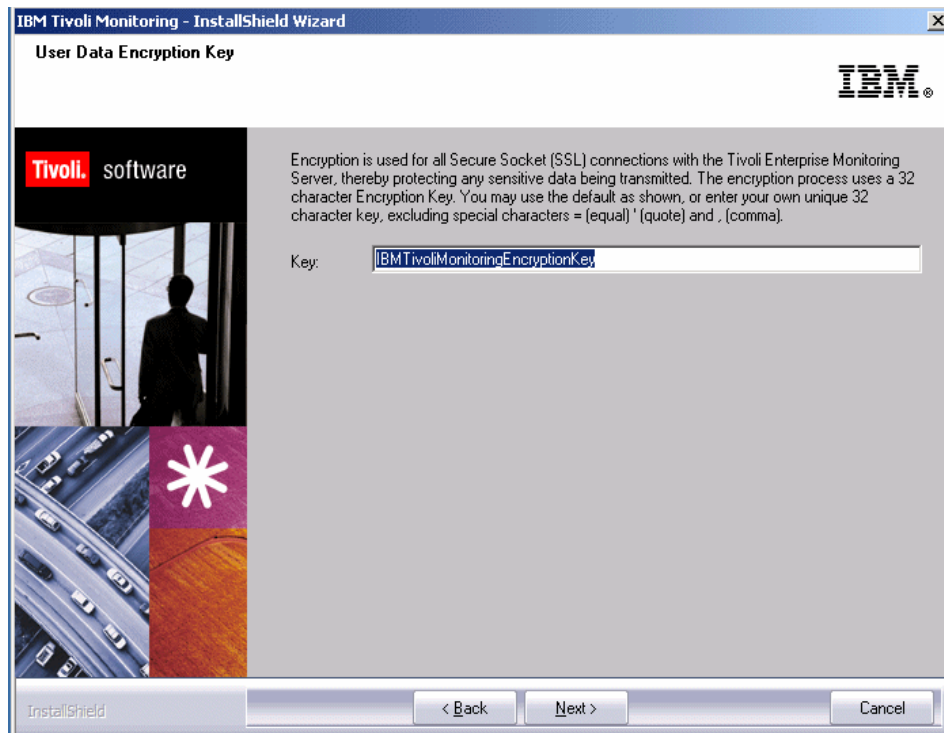 IBM Tivoli Monitoring - InstallShield Wizard
User Data Encryption Key
IBM®
Tivoli. software
Encryption is used for all Secure Socket (SSL) connections with the Tivoli Enterprise Monitoring
Server, thereby protecting any sensitive data being transmitted. The encryption process uses a 32
character Encryption Key. You may use the default as shown, or enter your own unique 32
character key, excluding special characters = (equal) ' (quote) and , (comma).
Key: IBMTivoliMonitoringEncryptionKey
InstallShield
< Back Next > Cancel